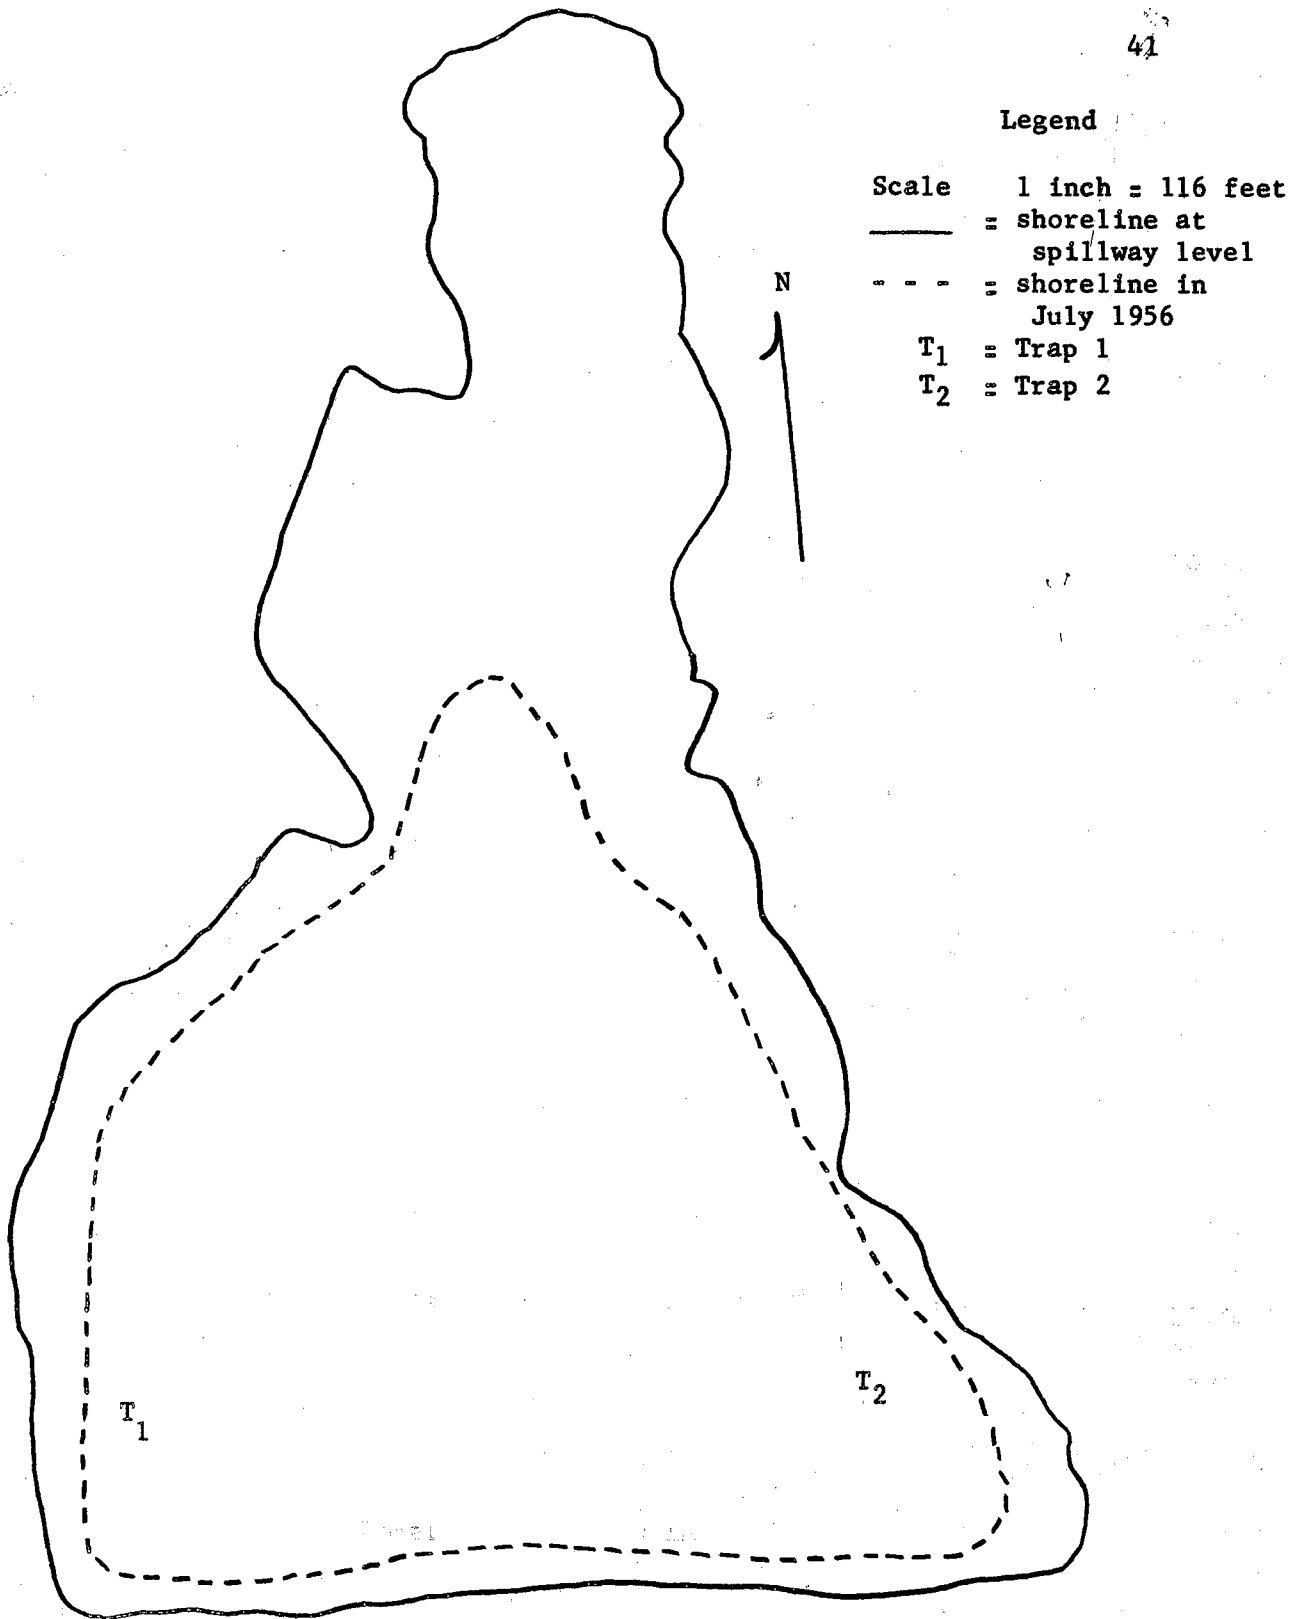 41
Legend
Scale 1 inch = 116 feet
= shoreline at
spillway level
- - - = shoreline in
July 1956
T1 = Trap 1
T2 = Trap 2
N
T2
T1